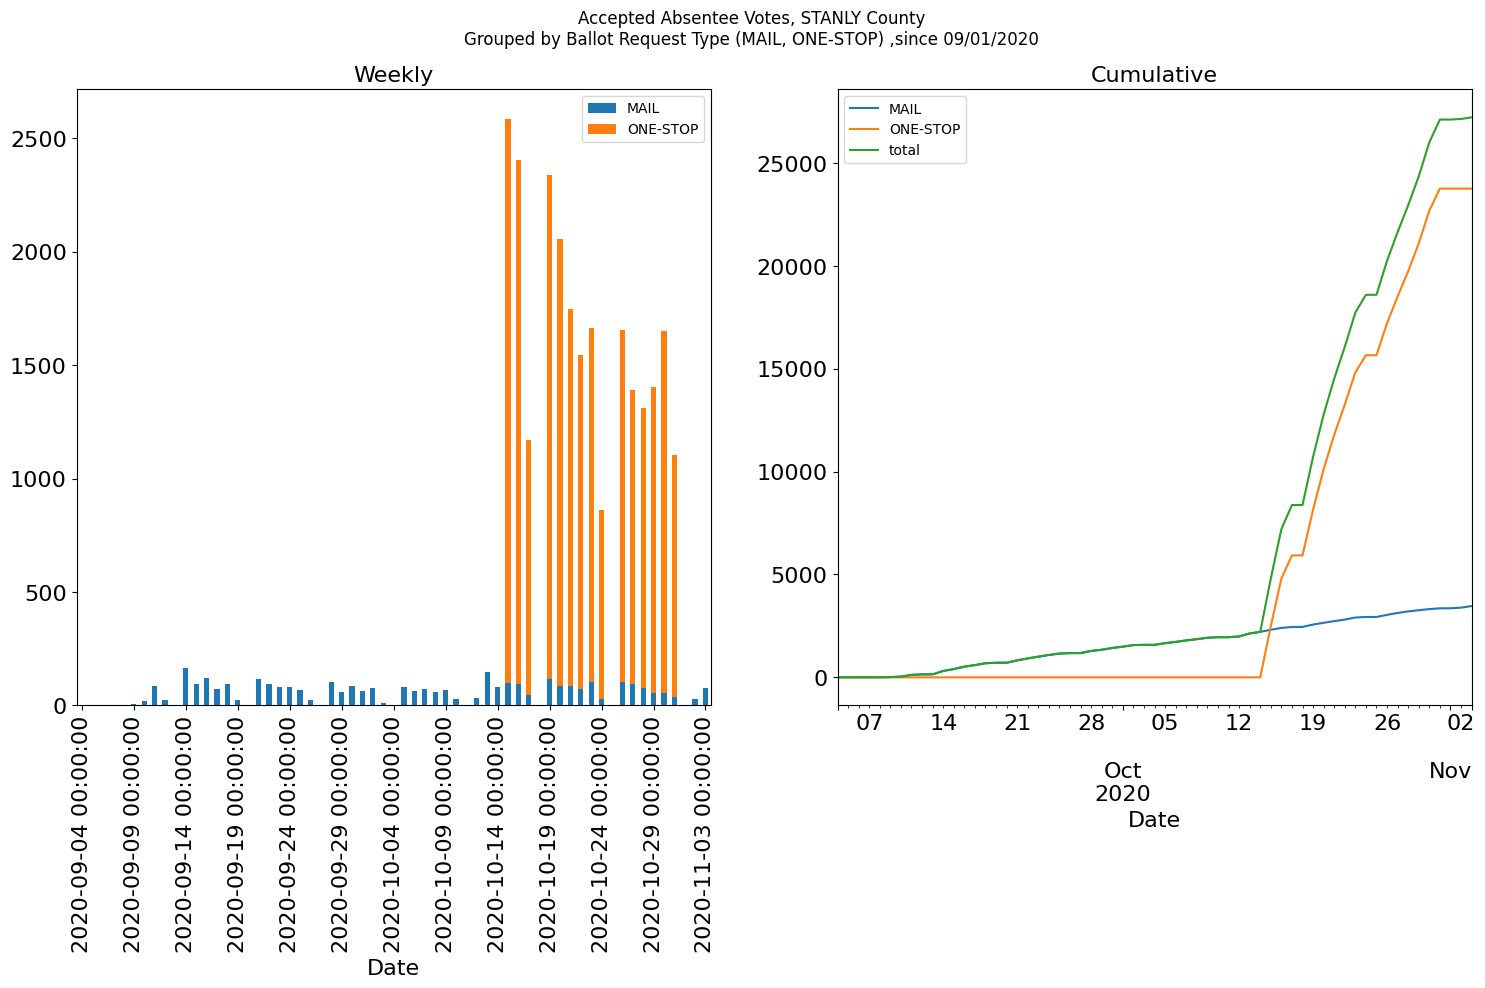 Accepted Absentee Votes, STANLY County
Grouped by Ballot Request Type (MAIL, ONE-STOP) ,since 09/01/2020
Weekly
MAIL
ONE-STOP
2500
2000
1500
1000
500
0
2020-09-04 00:00:00
2020-09-09 00:00:00
2020-09-14 00:00:00
2020-09-19 00:00:00
2020-09-24 00:00:00
2020-09-29 00:00:00
2020-10-04 00:00:00
2020-10-09 00:00:00
2020-10-14 00:00:00
2020-10-19 00:00:00
2020-10-24 00:00:00
2020-10-29 00:00:00
2020-11-03 00:00:00
Date
Cumulative
MAIL
ONE-STOP
total
25000
20000
15000
10000
5000
0
07 14 21 28 05 12 19 26 02
Oct Nov
2020
Date